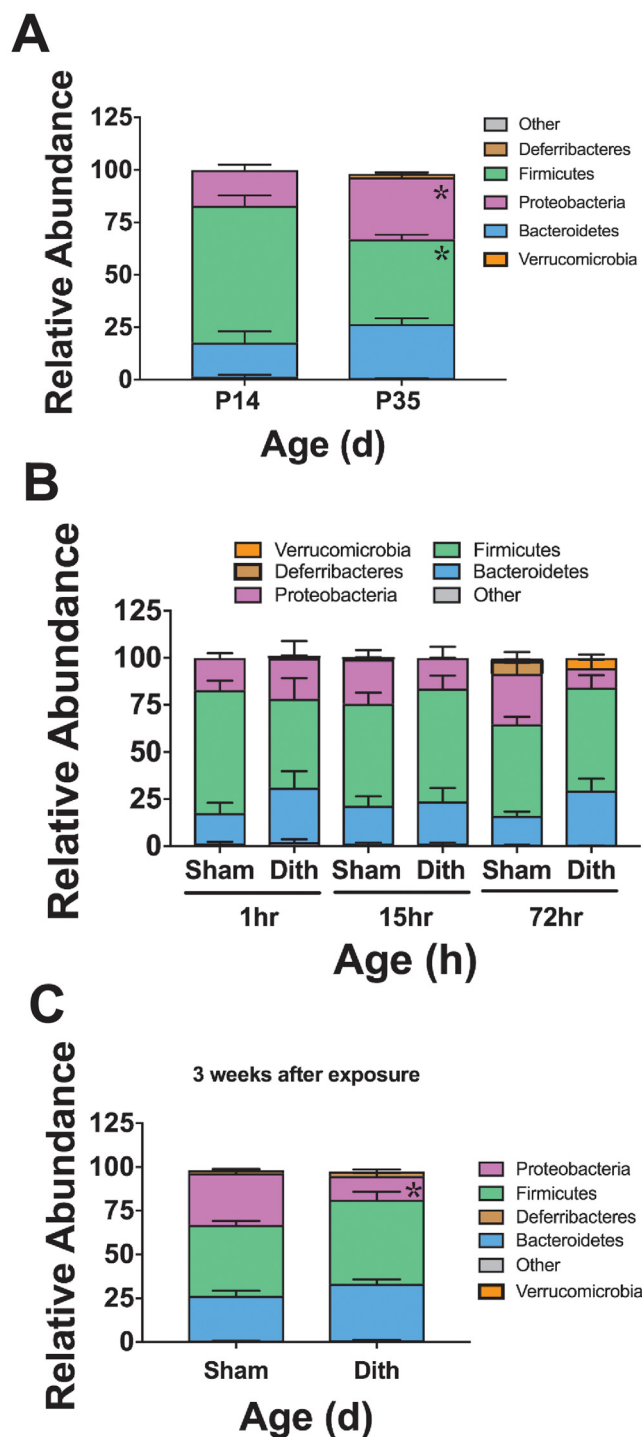 A
Relative Abundance
125
100
75
50
25
0
P14 P35
Age (d)
*
*
Other
Deferribacteres
Firmicutes
Proteobacteria
Bacteroidetes
Verrucomicrobia
B
Verrucomicrobia Firmicutes
Deferribacteres Bacteroidetes
Proteobacteria Other
Relative Abundance
125
100
75
50
25
0
Sham Dith Sham Dith Sham Dith
1hr 15hr 72hr
Age (h)
C
3 weeks after exposure
Relative Abundance
125
100
75
50
25
0
*
Sham Dith
Age (d)
Proteobacteria
Firmicutes
Deferribacteres
Bacteroidetes
Other
Verrucomicrobia